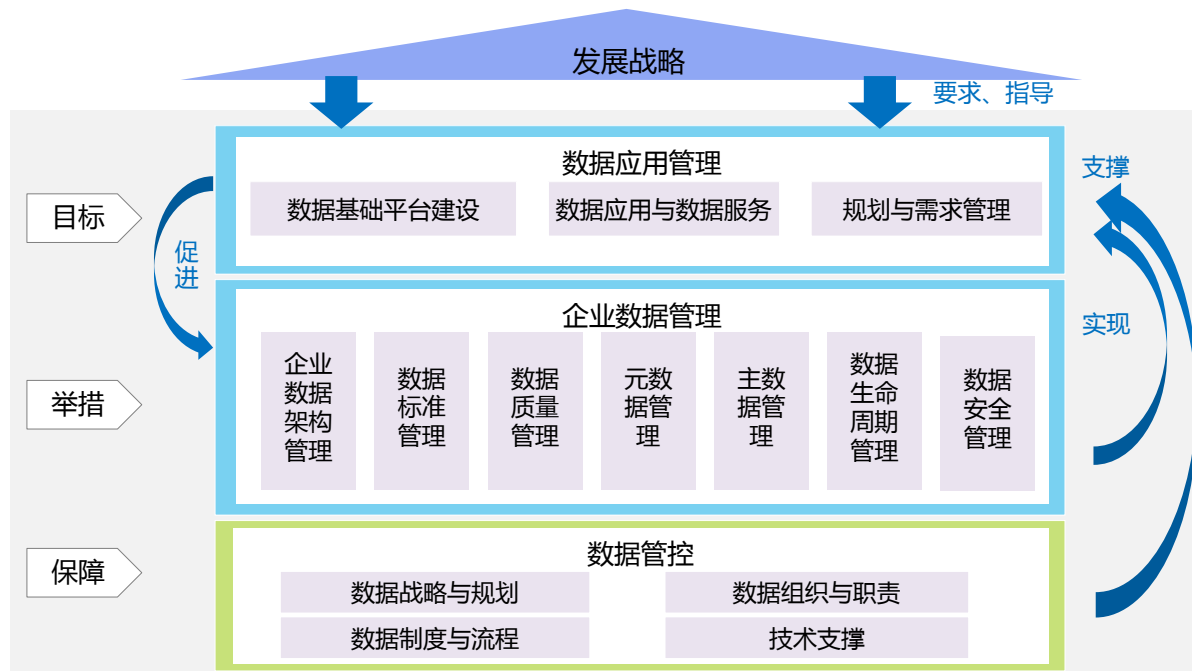 发展战略
要求、指导
数据应用管理
支撑
目标
数据基础平台建设
数据应用与数据服务
规划与需求管理
促
进
企业数据管理
实现
举措
企业
数据
架构
管理
数据
标准
管理
数据
质量
管理
元数
据管
理
主数
据管
理
数据
生命
周期
管理
数据
安全
管理
保障
数据管控
数据战略与规划
数据组织与职责
数据制度与流程
技术支撑